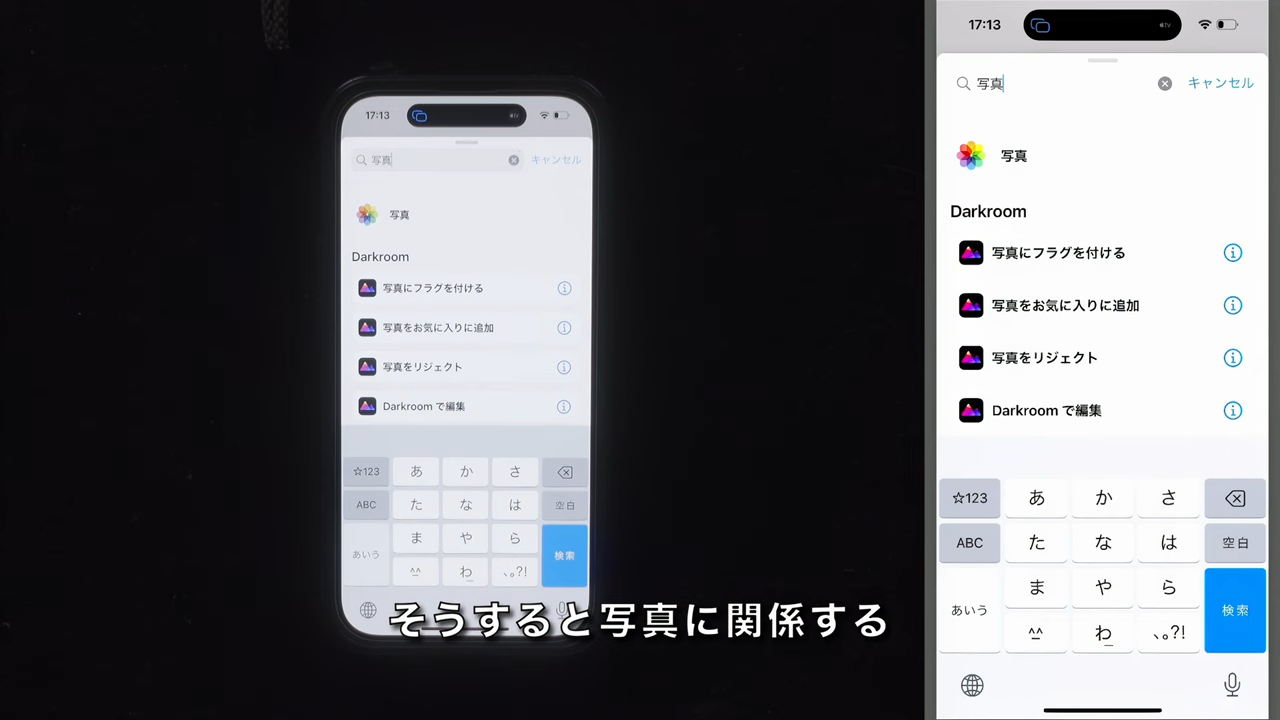 17:13
写真
キャンセル
写真
Darkroom
写真にフラグを付ける
写真をお気に入りに追加
写真をリジェクト
Darkroom で編集
☆123
あ
か
さ
ABC
た
な
は
空白
あいう
ま
や
ら
検索
^^
わ
、。?!
そうすると写真に関係する
17:13
tv
写真
キャンセル
写真
Darkroom
写真にフラグを付ける
写真をお気に入りに追加
写真をリジェクト
Darkroom で編集
☆123
あ
か
さ
ABC
た
な
は
空白
あいう
ま
や
ら
検索
^^
わ
、。?!